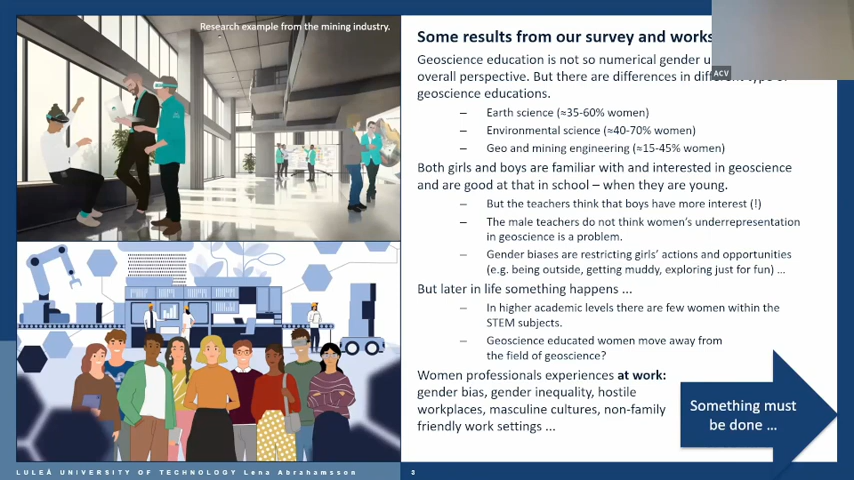 Research example from the mining industry.
Some results from our survey and works
Geoscience education is not so numerical gender
overall perspective. But there are differences in
geoscience educations.
– Earth science (≈35-60% women)
– Environmental science (≈40-70% women)
– Geo and mining engineering (≈15-45% women)
Both girls and boys are familiar with and interested in geoscience
and are good at that in school – when they are young.
– But the teachers think that boys have more interest (!)
– The male teachers do not think women's underrepresentation
in geoscience is a problem.
– Gender biases are restricting girls' actions and opportunities
(e.g. being outside, getting muddy, exploring just for fun) ...
But later in life something happens ...
– In higher academic levels there are few women within the
STEM subjects.
– Geoscience educated women move away from
the field of geoscience?
Women professionals experiences at work:
gender bias, gender inequality, hostile
workplaces, masculine cultures, non-family
friendly work settings ...
Something must
be done ...
ACV
LULEÅ UNIVERSITY OF TECHNOLOGY Lena Abrahamsson
3